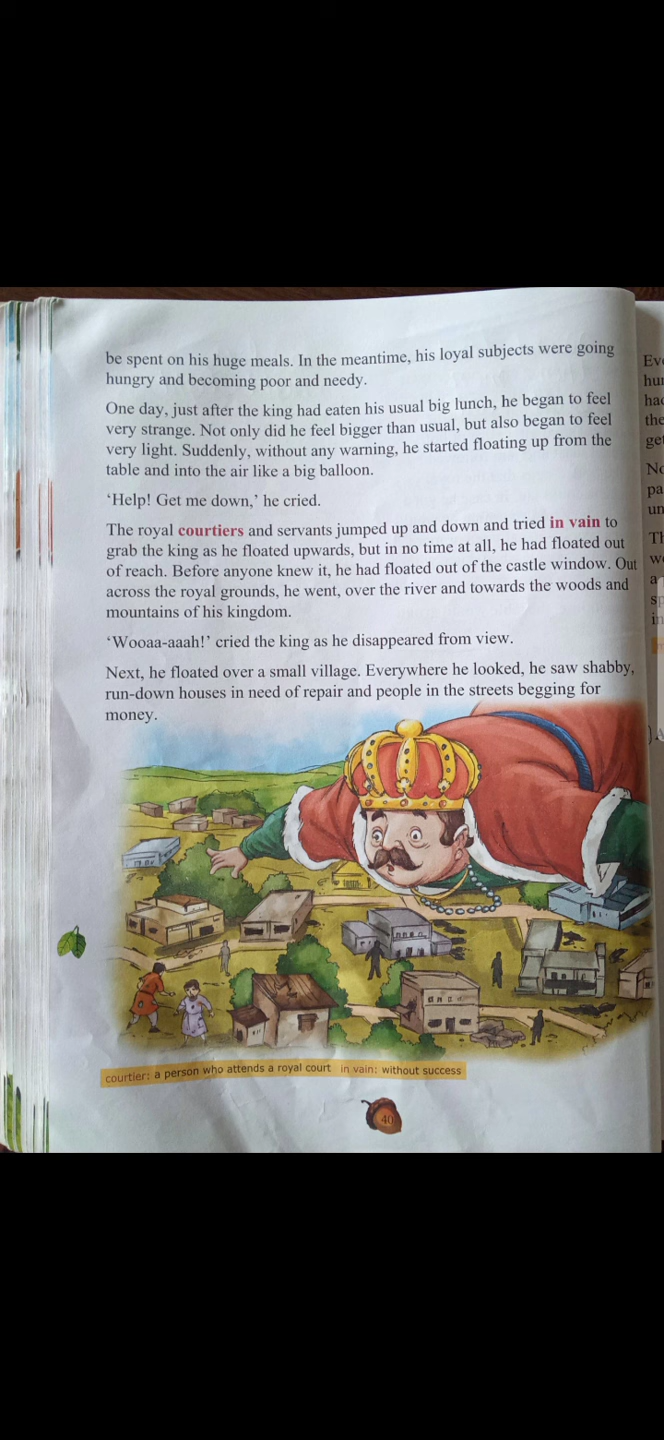 be spent on his huge meals. In the meantime, his loyal subjects were going
hungry and becoming poor and needy.
One day, just after the king had eaten his usual big lunch, he began to feel
very strange. Not only did he feel bigger than usual, but also began to feel
very light. Suddenly, without any warning, he started floating up from the
table and into the air like a big balloon.
‘Help! Get me down,’ he cried.
The royal courtiers and servants jumped up and down and tried in vain to
grab the king as he floated upwards, but in no time at all, he had floated out
of reach. Before anyone knew it, he had floated out of the castle window. Out
across the royal grounds, he went, over the river and towards the woods and
mountains of his kingdom.
‘Wooaa-aaah!’ cried the king as he disappeared from view.
Next, he floated over a small village. Everywhere he looked, he saw shabby,
run-down houses in need of repair and people in the streets begging for
money.
courtier: a person who attends a royal court in vain: without success
40